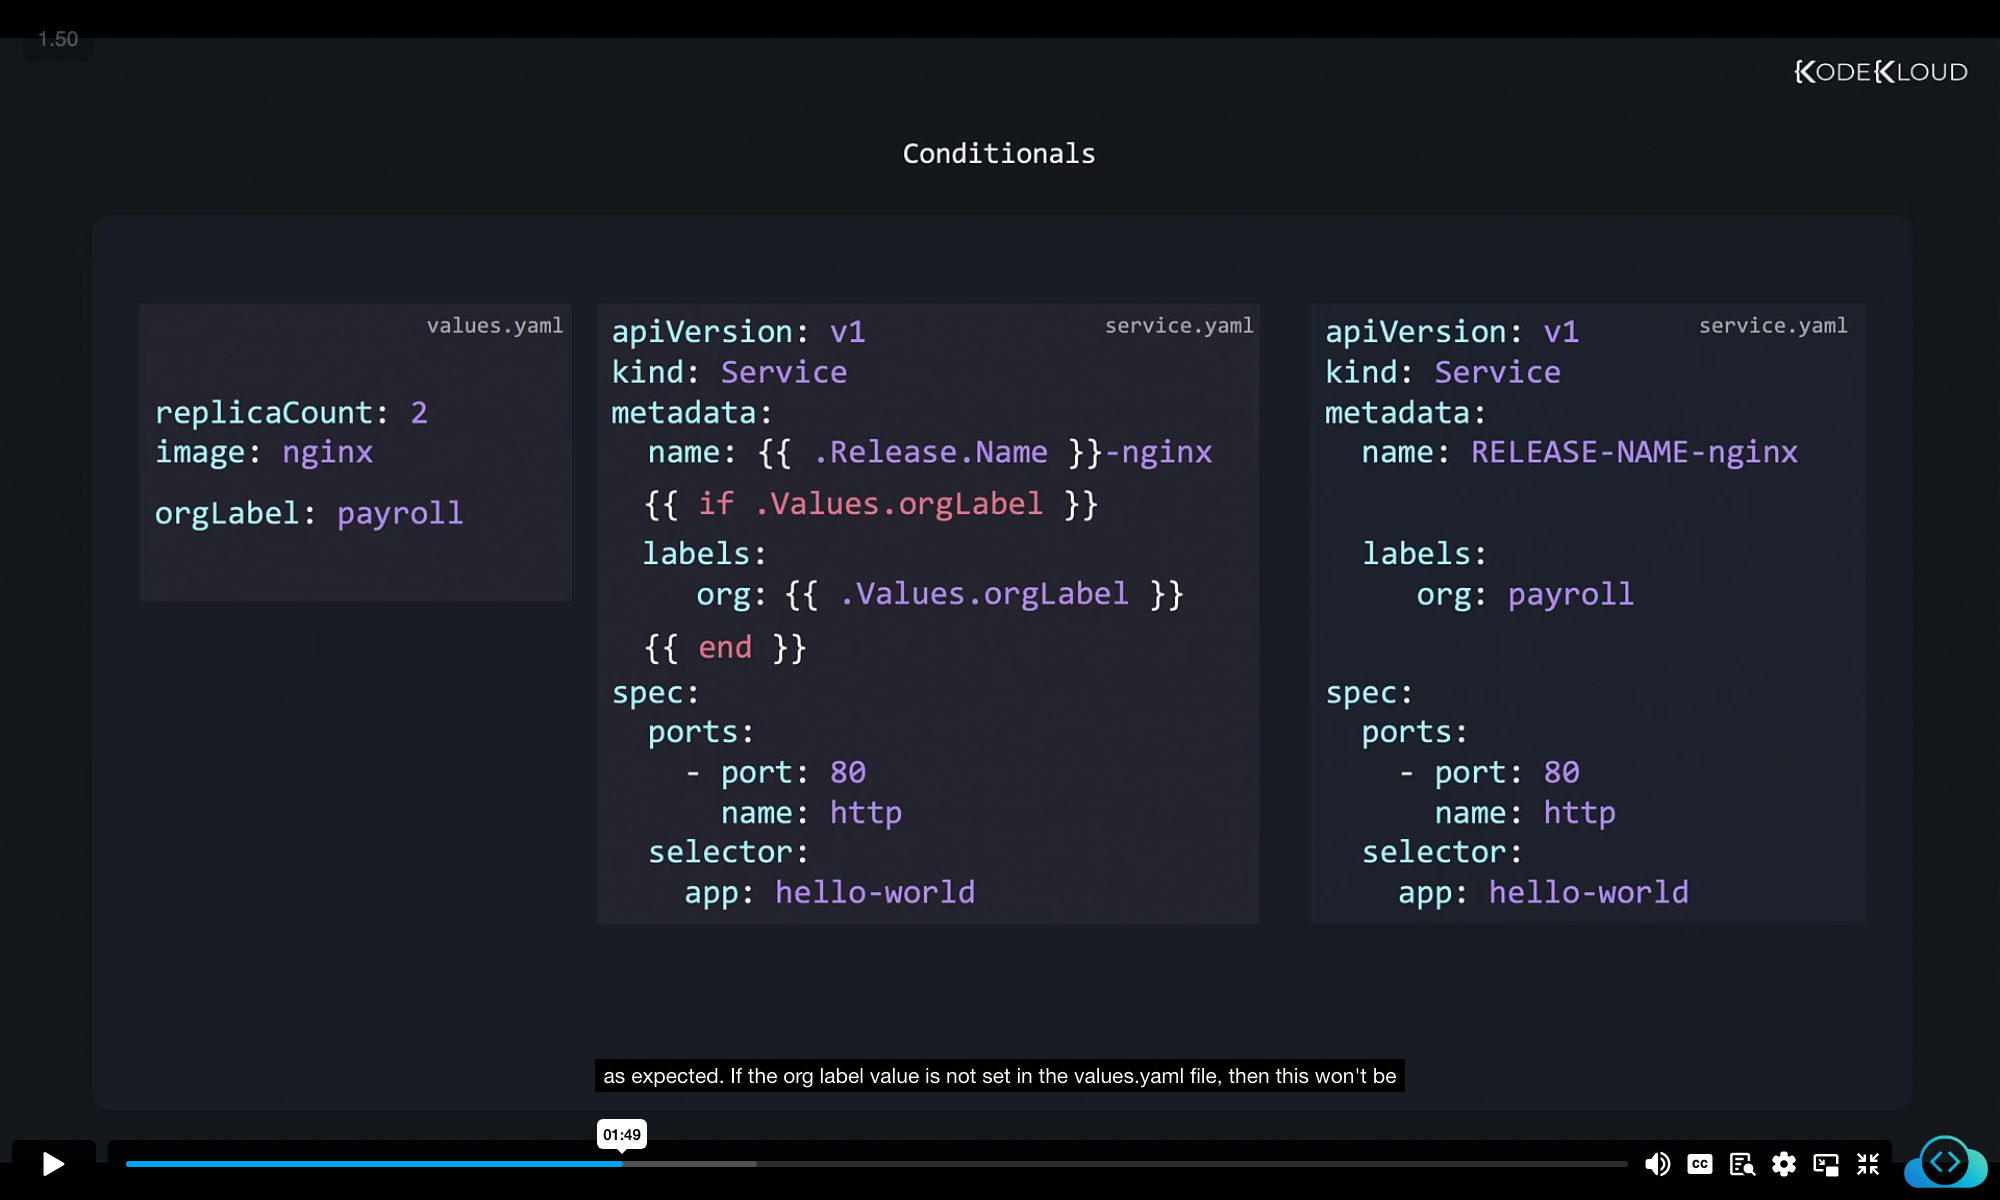 1.50
KODEKLOUD
Conditionals
values.yaml
replicaCount: 2
image: nginx
orgLabel: payroll
service.yaml
apiVersion: v1
kind: Service
metadata:
  name: {{ .Release.Name }}-nginx
  {{ if .Values.orgLabel }}
  labels:
     org: {{ .Values.orgLabel }}
  {{ end }}
spec:
  ports:
    - port: 80
      name: http
  selector:
    app: hello-world
service.yaml
apiVersion: v1
kind: Service
metadata:
  name: RELEASE-NAME-nginx
  labels:
     org: payroll
spec:
  ports:
    - port: 80
      name: http
  selector:
    app: hello-world
as expected. If the org label value is not set in the values.yaml file, then this won't be
01:49
CC